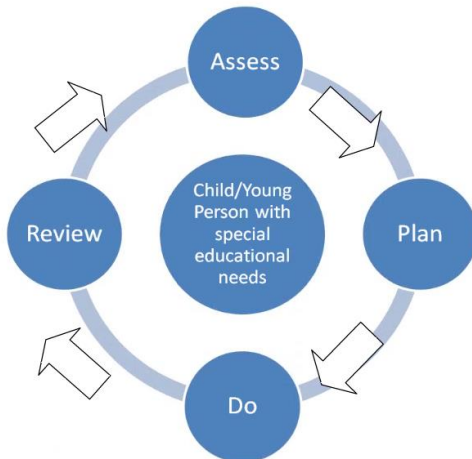 Assess
Child/Young
Person with
special
educational
needs
Review
Plan
Do